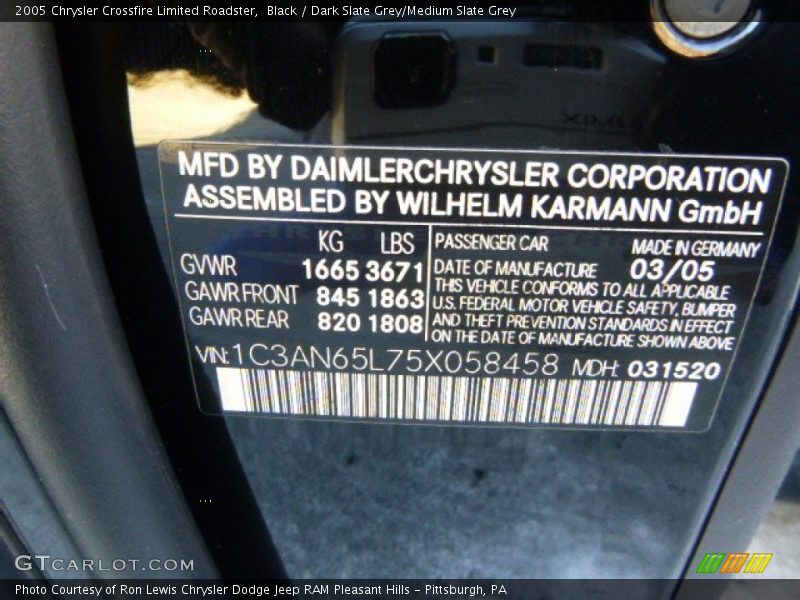 2005 Chrysler Crossfire Limited Roadster,  Black / Dark Slate Grey/Medium Slate Grey
MFD BY DAIMLERCHRYSLER CORPORATION
ASSEMBLED BY WILHELM KARMANN GmbH
KG LBS
GVWR 1665 3671
GAWR FRONT 845 1863
GAWR REAR 820 1808
PASSENGER CAR MADE IN GERMANY
DATE OF MANUFACTURE 03/05
THIS VEHICLE CONFORMS TO ALL APPLICABLE
U.S. FEDERAL MOTOR VEHICLE SAFETY, BUMPER
AND THEFT PREVENTION STANDARDS IN EFFECT
ON THE DATE OF MANUFACTURE SHOWN ABOVE
VIN: 1C3AN65L75X058458 MDH: 031520
GTCARLOT.COM
Photo Courtesy of Ron Lewis Chrysler Dodge Jeep RAM Pleasant Hills - Pittsburgh, PA